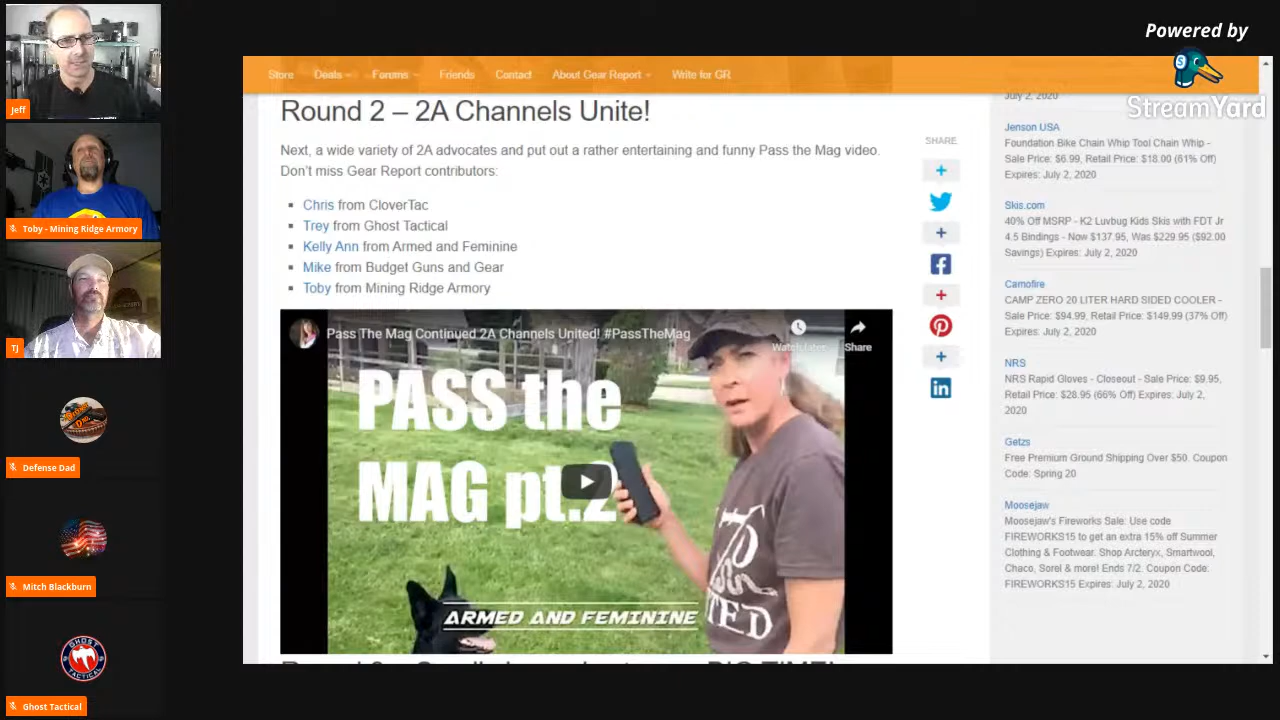 Powered by
StreamYard
Jeff
Toby - Mining Ridge Armory
Tj
Defense Dad
Mitch Blackburn
GHOST
TACTICAL
Ghost Tactical
Store
Deals
Forums
Friends
Contact
About Gear Report
Write for GR
Round 2 – 2A Channels Unite!
Next, a wide variety of 2A advocates and put out a rather entertaining and funny Pass the Mag video.
Don't miss Gear Report contributors:
Chris from CloverTac
Trey from Ghost Tactical
Kelly Ann from Armed and Feminine
Mike from Budget Guns and Gear
Toby from Mining Ridge Armory
Pass The Mag Continued 2A Channels United! #PassTheMag
Watch later
Share
PASS the
MAG pt.2
ARMED AND FEMININE
SHARE
July 2, 2020
Jenson USA
Foundation Bike Chain Whip Tool Chain Whip -
Sale Price: $6.99, Retail Price: $18.00 (61% Off)
Expires: July 2, 2020
Skis.com
40% Off MSRP - K2 Luvbug Kids Skis with FDT Jr
4.5 Bindings - Now $137.95, Was $229.95 ($92.00
Savings) Expires: July 2, 2020
Camofire
CAMP ZERO 20 LITER HARD SIDED COOLER -
Sale Price: $94.99, Retail Price: $149.99 (37% Off)
Expires: July 2, 2020
NRS
NRS Rapid Gloves - Closeout - Sale Price: $9.95,
Retail Price: $28.95 (66% Off) Expires: July 2,
2020
Getzs
Free Premium Ground Shipping Over $50. Coupon
Code: Spring 20
Moosejaw
Moosejaw's Fireworks Sale: Use code
FIREWORKS15 to get an extra 15% off Summer
Clothing & Footwear. Shop Arcteryx, Smartwool,
Chaco, Sorel & more! Ends 7/2. Coupon Code:
FIREWORKS15 Expires: July 2, 2020